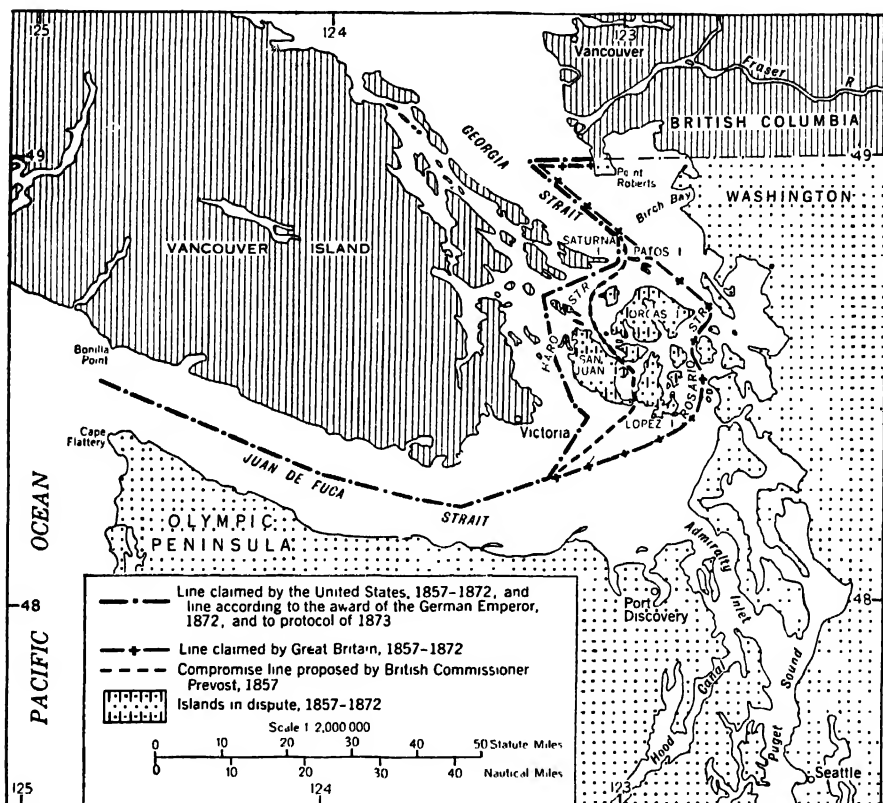 125
124
123
Vancouver
Fraser
R
BRITISH COLUMBIA
49
GEORGIA
49
Point
Roberts
STRAIT
Birch Bay
WASHINGTON
VANCOUVER ISLAND
SATURNA
I
PATOS I
STR
ORCAS I
STR
Bonilla
Point
HARO
SAN
JUAN I
ROSARIO
Cape
Flattery
Victoria
LOPEZ I
JUAN DE FUCA
STRAIT
PACIFIC OCEAN
OLYMPIC
PENINSULA
Admiralty
Inlet
48
Port
Discovery
48
Line claimed by the United States, 1857-1872, and
line according to the award of the German Emperor,
1872, and to protocol of 1873
Line claimed by Great Britain, 1857-1872
Compromise line proposed by British Commissioner
Prevost, 1857
Islands in dispute, 1857-1872
Scale 1 2,000 000
0 10 20 30 40 50 Statute Miles
0 10 20 30 40 Nautical Miles
Hood Canal
Puget Sound
Seattle
125
124
123